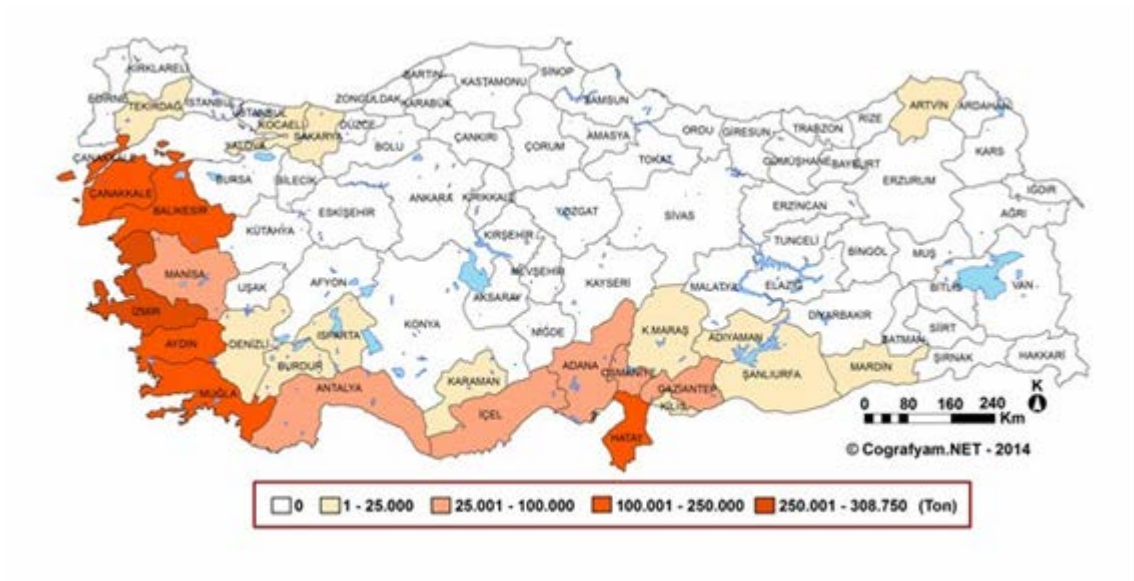 KIRKLARELİ
EDİRNE
TEKİRDAĞ
İSTANBUL
İSTANBUL
KOCAELİ
YALOVA
SAKARYA
DÜZCE
ZONGULDAK
BARTIN
KARABÜK
KASTAMONU
SİNOP
SAMSUN
ÇANKIRI
BOLU
ÇORUM
AMASYA
ORDU
GİRESUN
TRABZON
RİZE
ARTVİN
ARDAHAN
TOKAT
GÜMÜŞHANE
BAYBURT
KARS
ERZURUM
IĞDIR
AĞRI
ÇANAKKALE
ÇANAKKALE
BALIKESİR
BURSA
BİLECİK
ESKİŞEHİR
ANKARA
KIRIKKALE
YOZGAT
SİVAS
ERZİNCAN
TUNCELİ
BİNGÖL
MUŞ
KÜTAHYA
KIRŞEHİR
NEVŞEHİR
KAYSERİ
MALATYA
ELAZIĞ
BİTLİS
VAN
MANİSA
UŞAK
AFYON
AKSARAY
İZMİR
KONYA
NİĞDE
DİYARBAKIR
BATMAN
SİİRT
ŞIRNAK
HAKKARİ
AYDIN
DENİZLİ
ISPARTA
BURDUR
K.MARAŞ
ADIYAMAN
MARDİN
ŞANLIURFA
MUĞLA
ANTALYA
KARAMAN
İÇEL
ADANA
OSMANİYE
GAZİANTEP
KİLİS
HATAY
K
0 80 160 240
Km
© Cografyam.NET - 2014
0 1 - 25.000 25.001 - 100.000 100.001 - 250.000 250.001 - 308.750 (Ton)